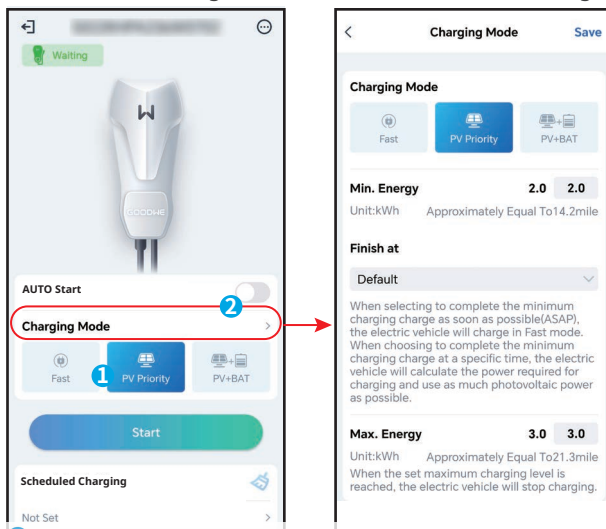 Waiting
GOODWE
AUTO Start
2
Charging Mode
Fast
1
PV Priority
PV+BAT
Start
Scheduled Charging
Not Set
Charging Mode
Save
Charging Mode
Fast
PV Priority
PV+BAT
Min. Energy 2.0 2.0
Unit:kWh Approximately Equal To14.2mile
Finish at
Default
When selecting to complete the minimum
charging charge as soon as possible(ASAP),
the electric vehicle will charge in Fast mode.
When choosing to complete the minimum
charging charge at a specific time, the electric
vehicle will calculate the power required for
charging and use as much photovoltaic power
as possible.
Max. Energy 3.0 3.0
Unit:kWh Approximately Equal To21.3mile
When the set maximum charging level is
reached, the electric vehicle will stop charging.